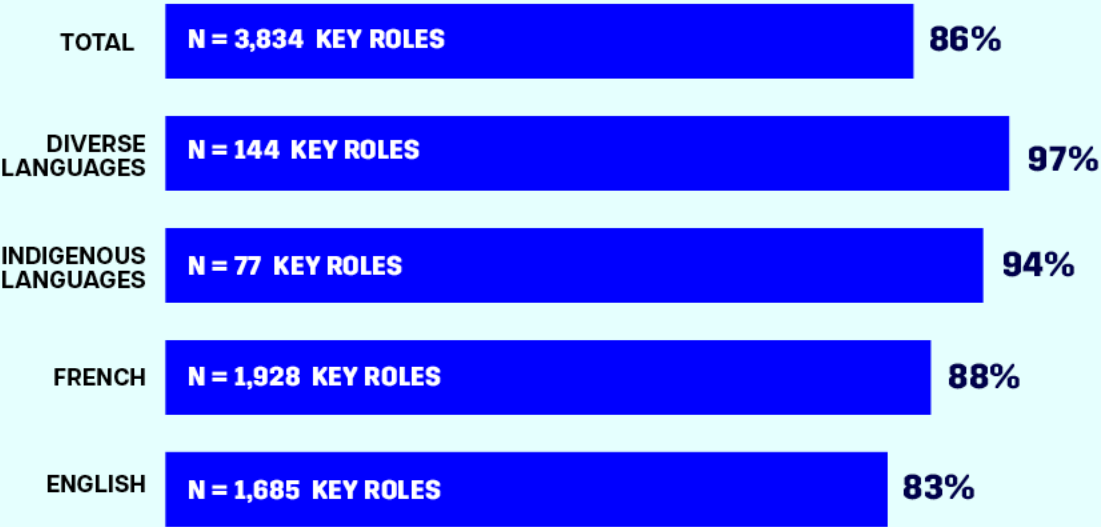 TOTAL
N = 3,834 KEY ROLES
86%
DIVERSE
LANGUAGES
N = 144 KEY ROLES
97%
INDIGENOUS
LANGUAGES
N = 77 KEY ROLES
94%
FRENCH
N = 1,928 KEY ROLES
88%
ENGLISH
N = 1,685 KEY ROLES
83%